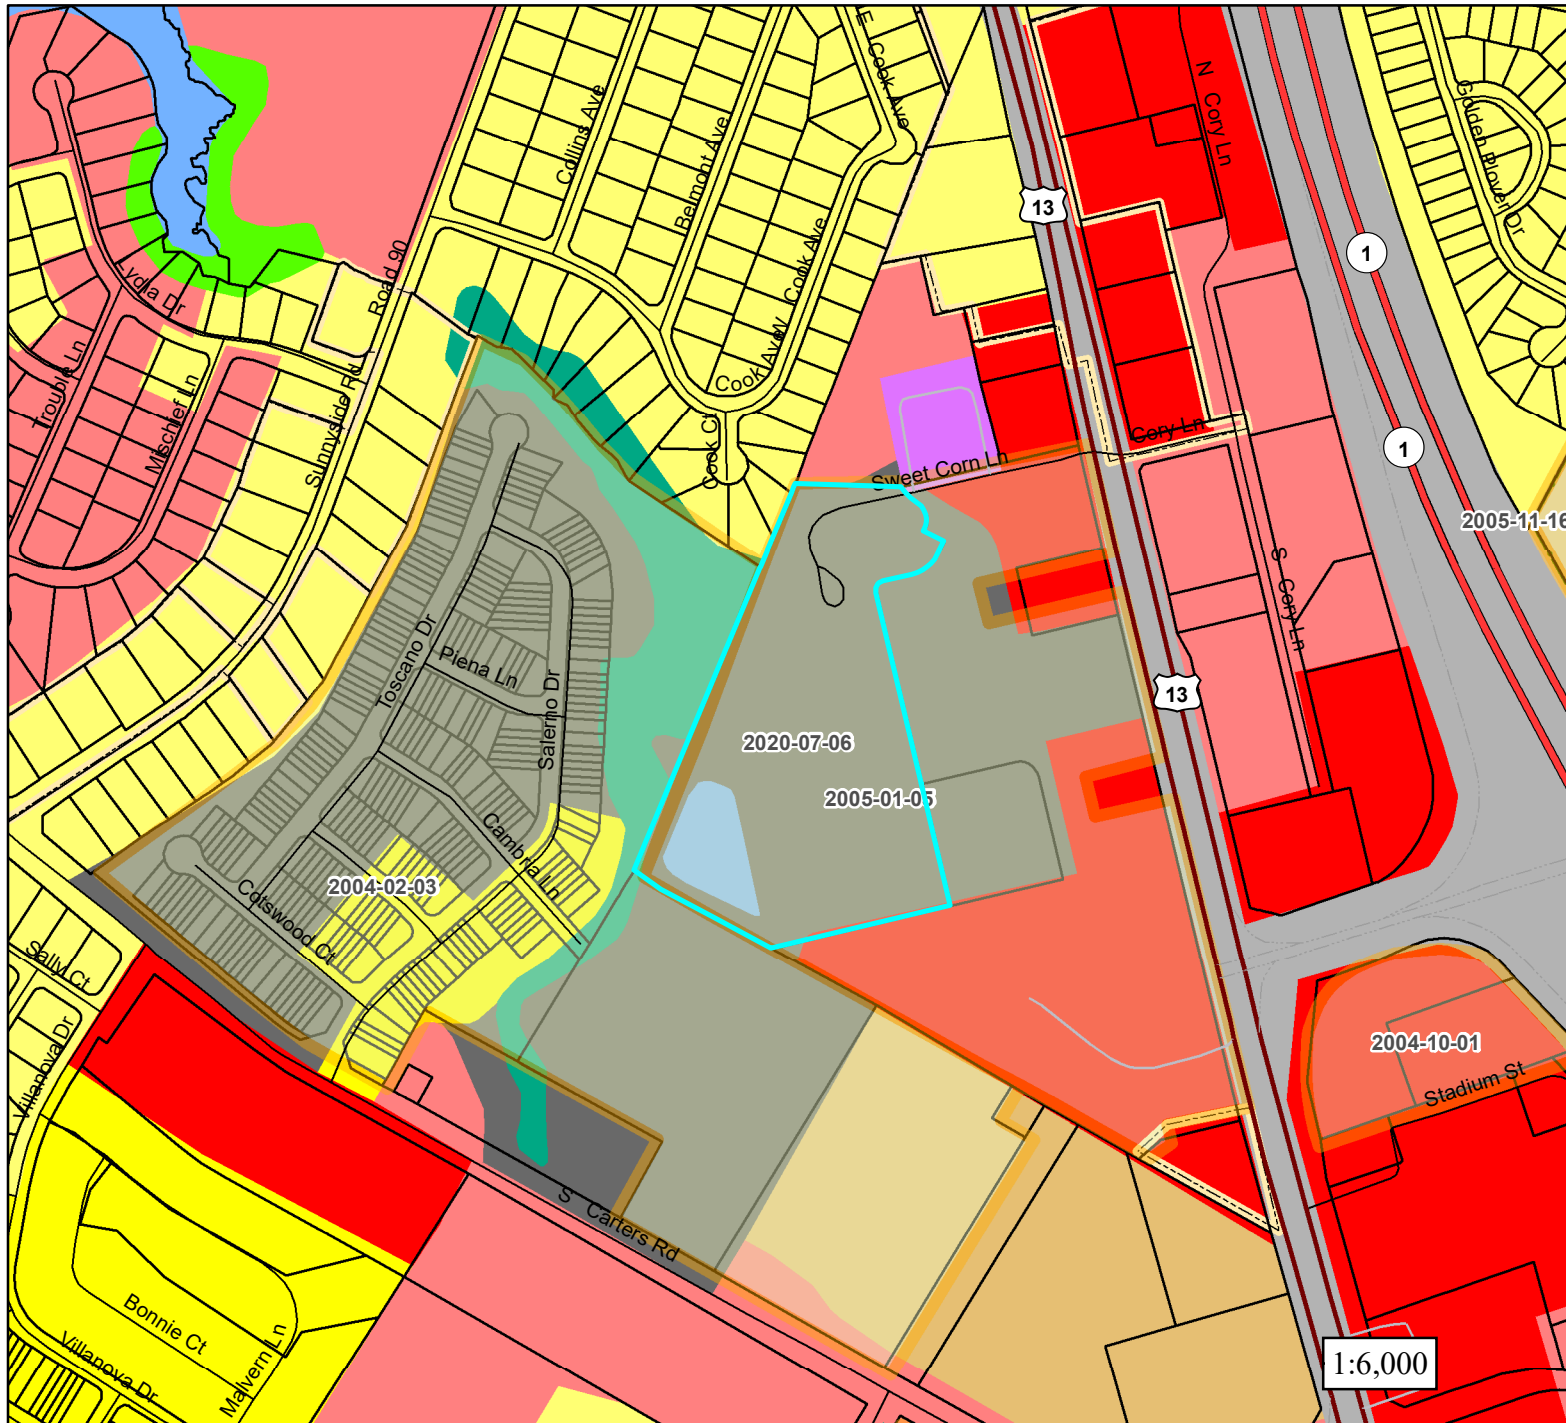 E Cook Ave
N Cory Ln
Golden Plover Dr
Collins Ave
Belmont Ave
13
1
W Cook Ave
Road 90
Lydia Dr
Trouble Ln
Mischief Ln
Sunnyside Rd
Cook Ave
Cook Ct
Cory Ln
Sweet Corn Ln
1
2005-11-16
S Cory Ln
Toscano Dr
Piena Ln
Salerno Dr
13
2020-07-06
2005-01-05
Cambria Ln
2004-02-03
Cotswood Ct
Sally Ct
Villanova Dr
2004-10-01
Stadium St
S Carters Rd
Bonnie Ct
Villanova Dr
Malvern Ln
1:6,000